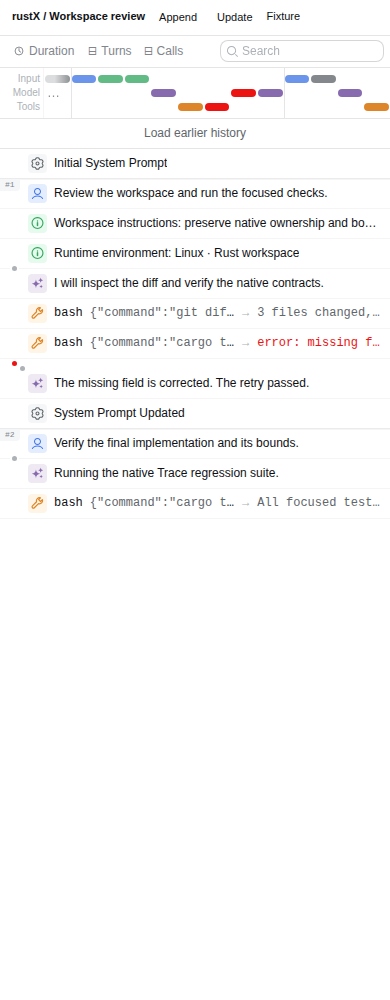 rustX / Workspace review Append Update Fixture
Duration Turns Calls Search
Input
Model ...
Tools
Load earlier history
Initial System Prompt
#1
Review the workspace and run the focused checks.
Workspace instructions: preserve native ownership and bo…
Runtime environment: Linux · Rust workspace
I will inspect the diff and verify the native contracts.
bash {"command":"git dif… → 3 files changed,…
bash {"command":"cargo t… → error: missing f…
The missing field is corrected. The retry passed.
System Prompt Updated
#2
Verify the final implementation and its bounds.
Running the native Trace regression suite.
bash {"command":"cargo t… → All focused test…